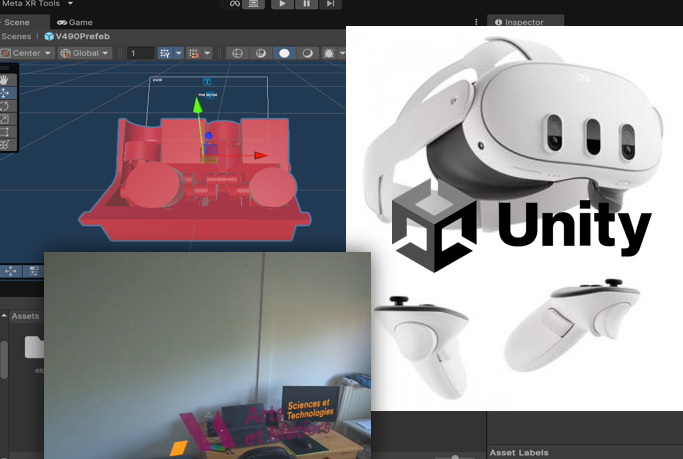 Meta XR Tools
Scene
Game
Inspector
Scenes
V490Prefeb
Center
Global
1
Unity
Assets
Arts
et Métiers
Sciences et
Technologies
Asset Labels